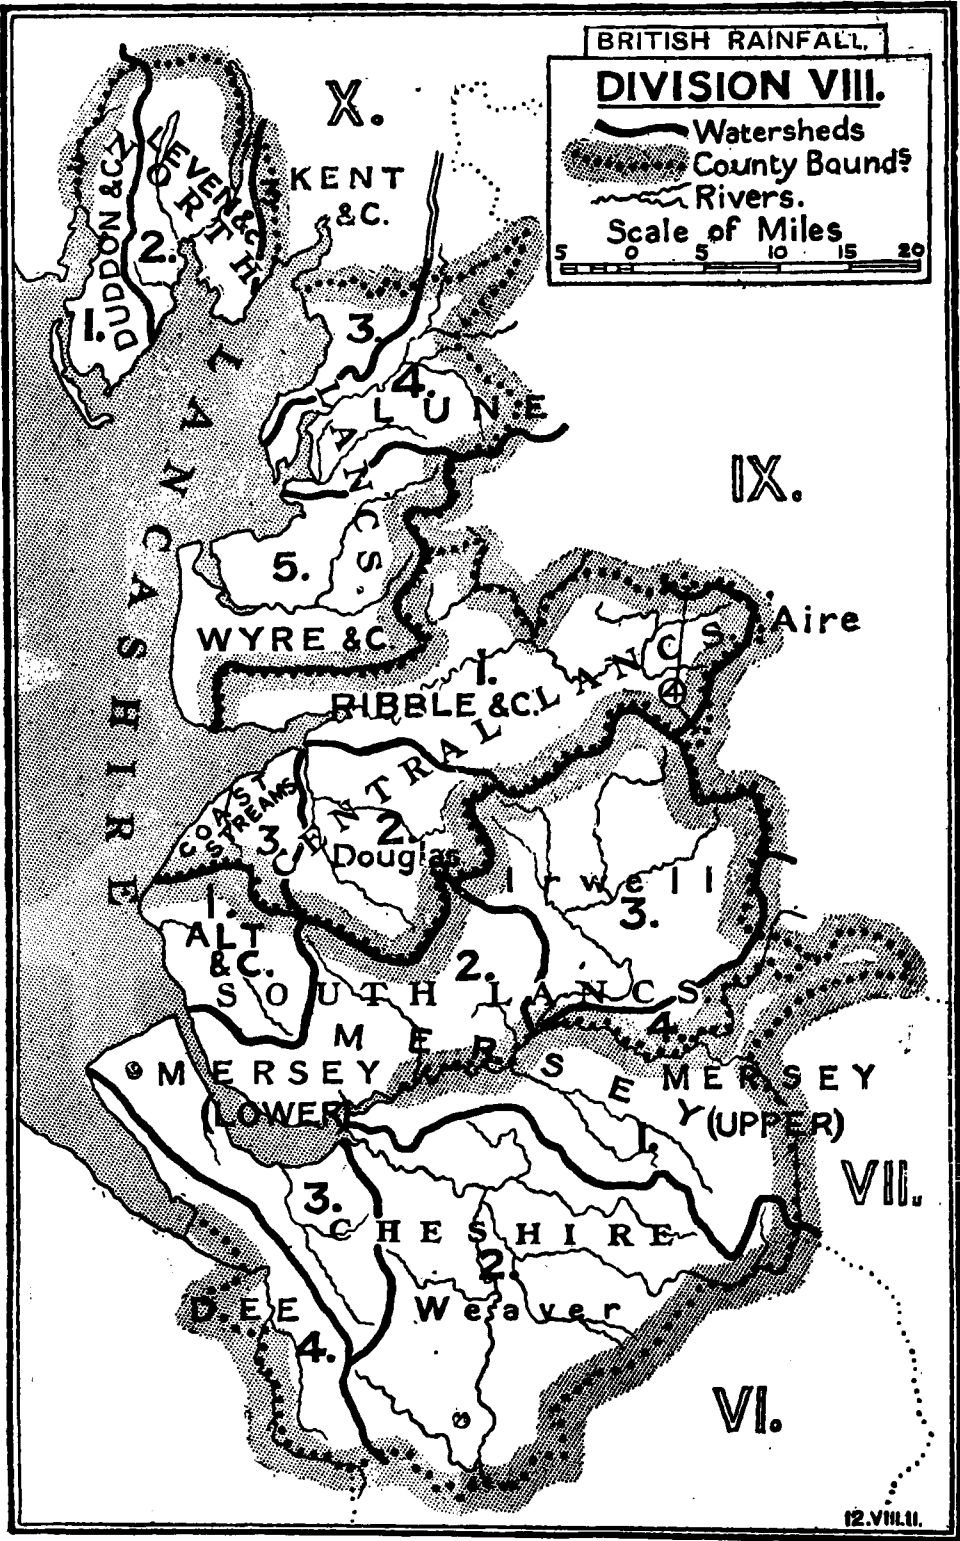 BRITISH RAINFALL.
DIVISION VIII.
Watersheds
County Bounds.
Rivers.
Scale of Miles
5 0 5 10 15 20
X.
KENT
&C.
DUDDON &C
LEVEN &C
NORTH
1.
2.
LANCASHIRE
3.
4.
LUNE
LANCS.
5.
WYRE &C.
IX.
Aire
1.
RIBBLE &C.
4
CENTRAL LANCS.
COAST
STREAMS
3.
2.
Douglas
Irwell
3.
1.
ALT
&C.
2.
SOUTH LANCS.
4.
MERSEY
MERSEY
(LOWER)
MERSEY
(UPPER)
1.
VII.
3.
CHESHIRE
2.
Weaver
DEE
4.
VI.
12.VIII.11.